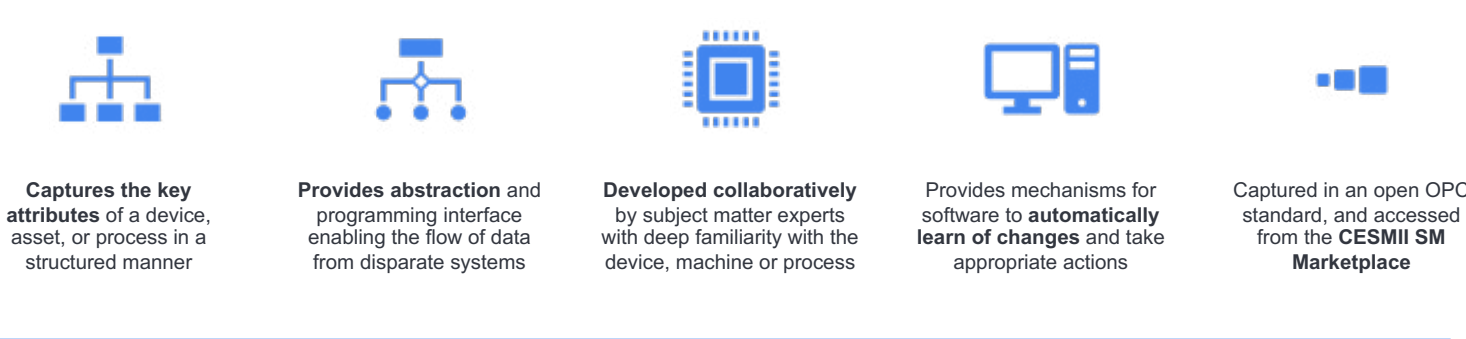 Captures the key
attributes of a device,
asset, or process in a
structured manner
Provides abstraction and
programming interface
enabling the flow of data
from disparate systems
Developed collaboratively
by subject matter experts
with deep familiarity with the
device, machine or process
Provides mechanisms for
software to automatically
learn of changes and take
appropriate actions
Captured in an open OPC
standard, and accessed
from the CESMII SM
Marketplace